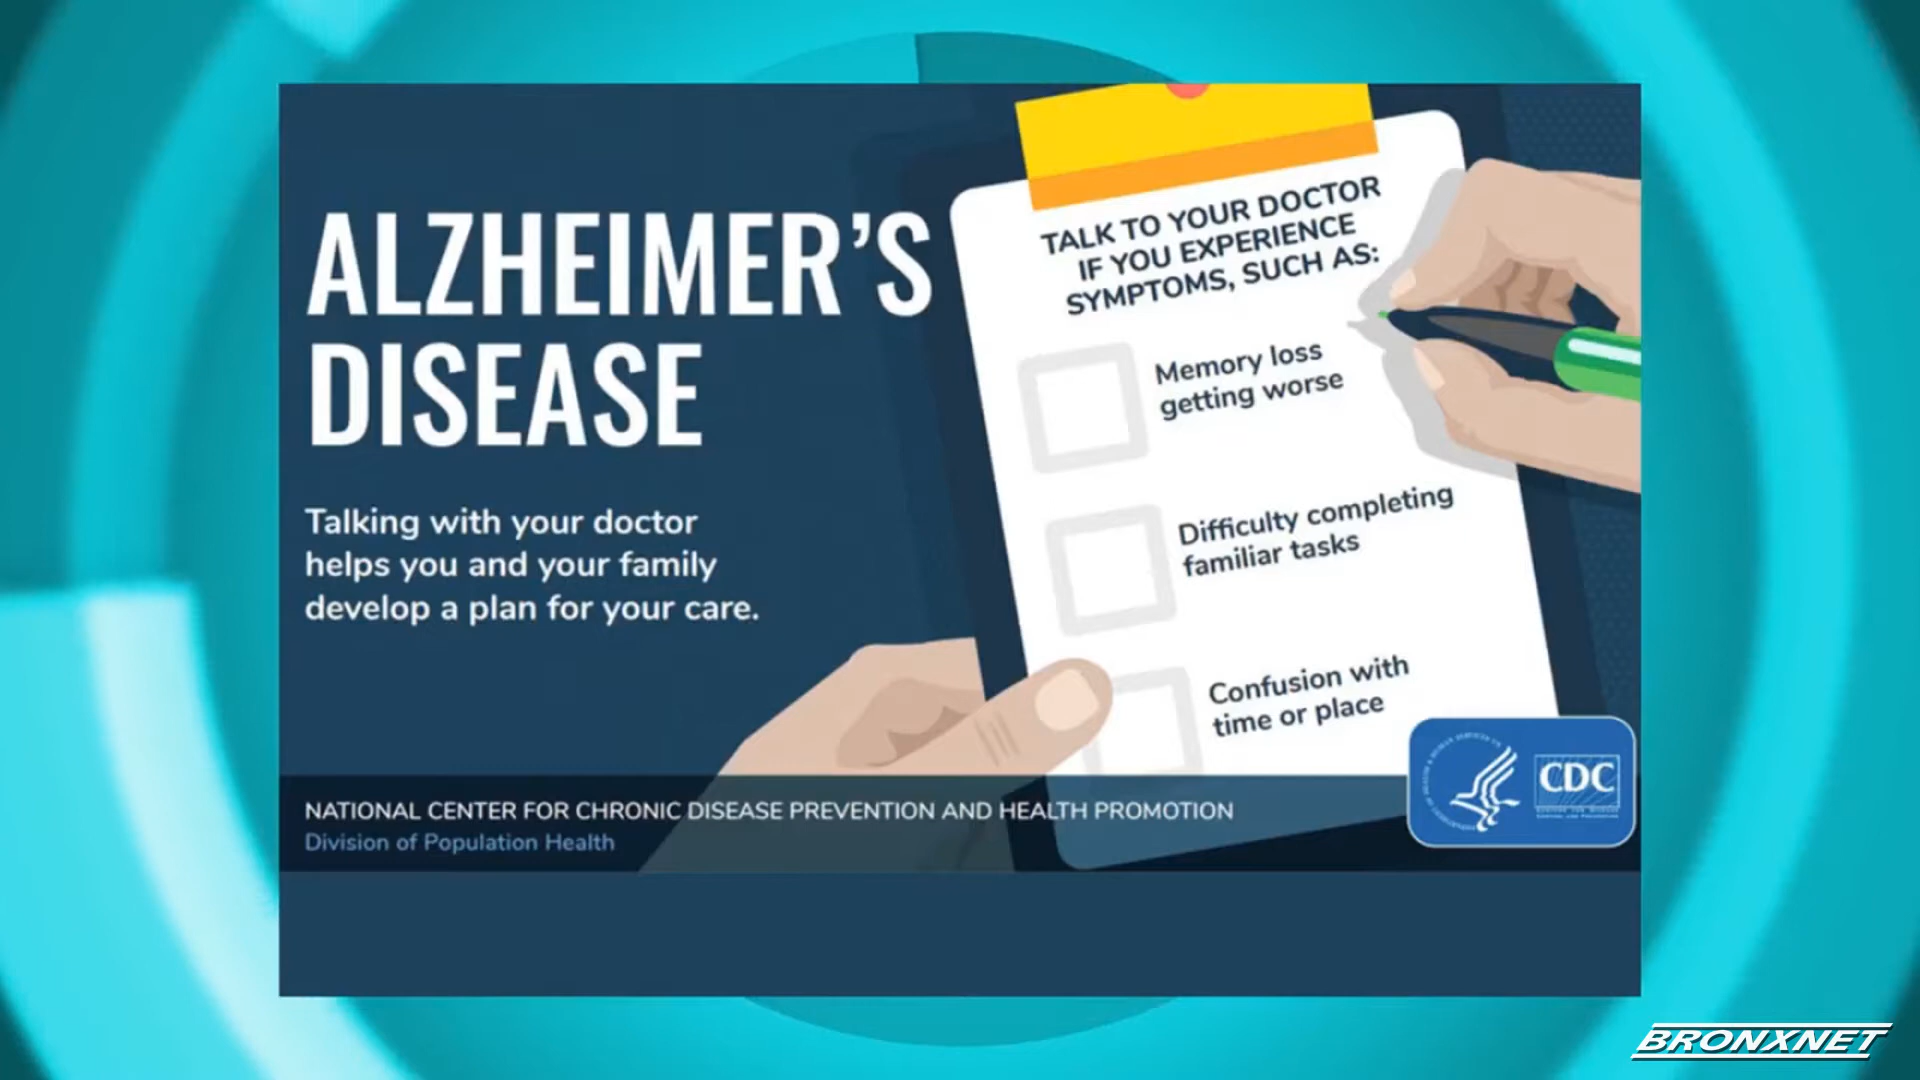 ALZHEIMER'S
DISEASE
Talking with your doctor
helps you and your family
develop a plan for your care.
TALK TO YOUR DOCTOR
IF YOU EXPERIENCE
SYMPTOMS, SUCH AS:
Memory loss
getting worse
Difficulty completing
familiar tasks
Confusion with
time or place
NATIONAL CENTER FOR CHRONIC DISEASE PREVENTION AND HEALTH PROMOTION
Division of Population Health
CDC
BRONXNET